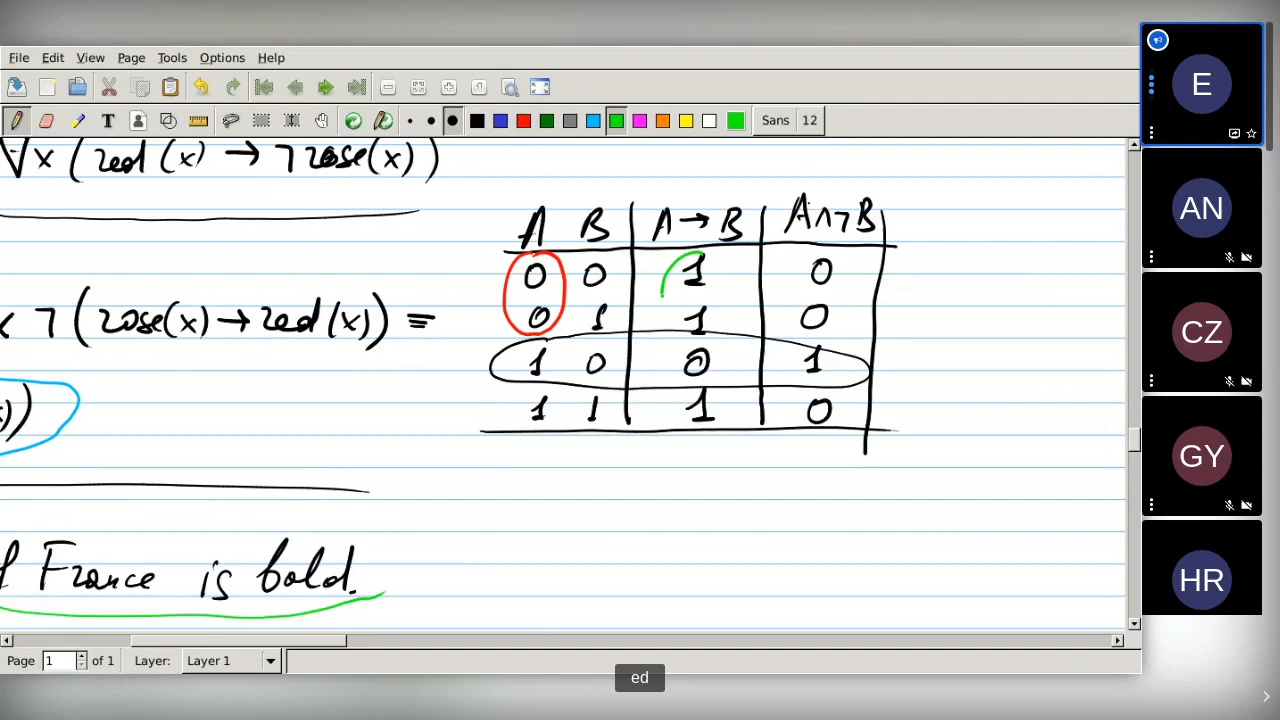 File Edit View Page Tools Options Help
Sans 12
∀x (red (x) → ¬ rose(x))
A B A → B A∧¬B
0 0 1 0
0 1 1 0
¬ (rose(x) → red (x)) ≡
1 0 0 1
x))
1 1 1 0
France is bald.
Page 1 of 1 Layer: Layer 1
ed
E
AN
CZ
GY
HR